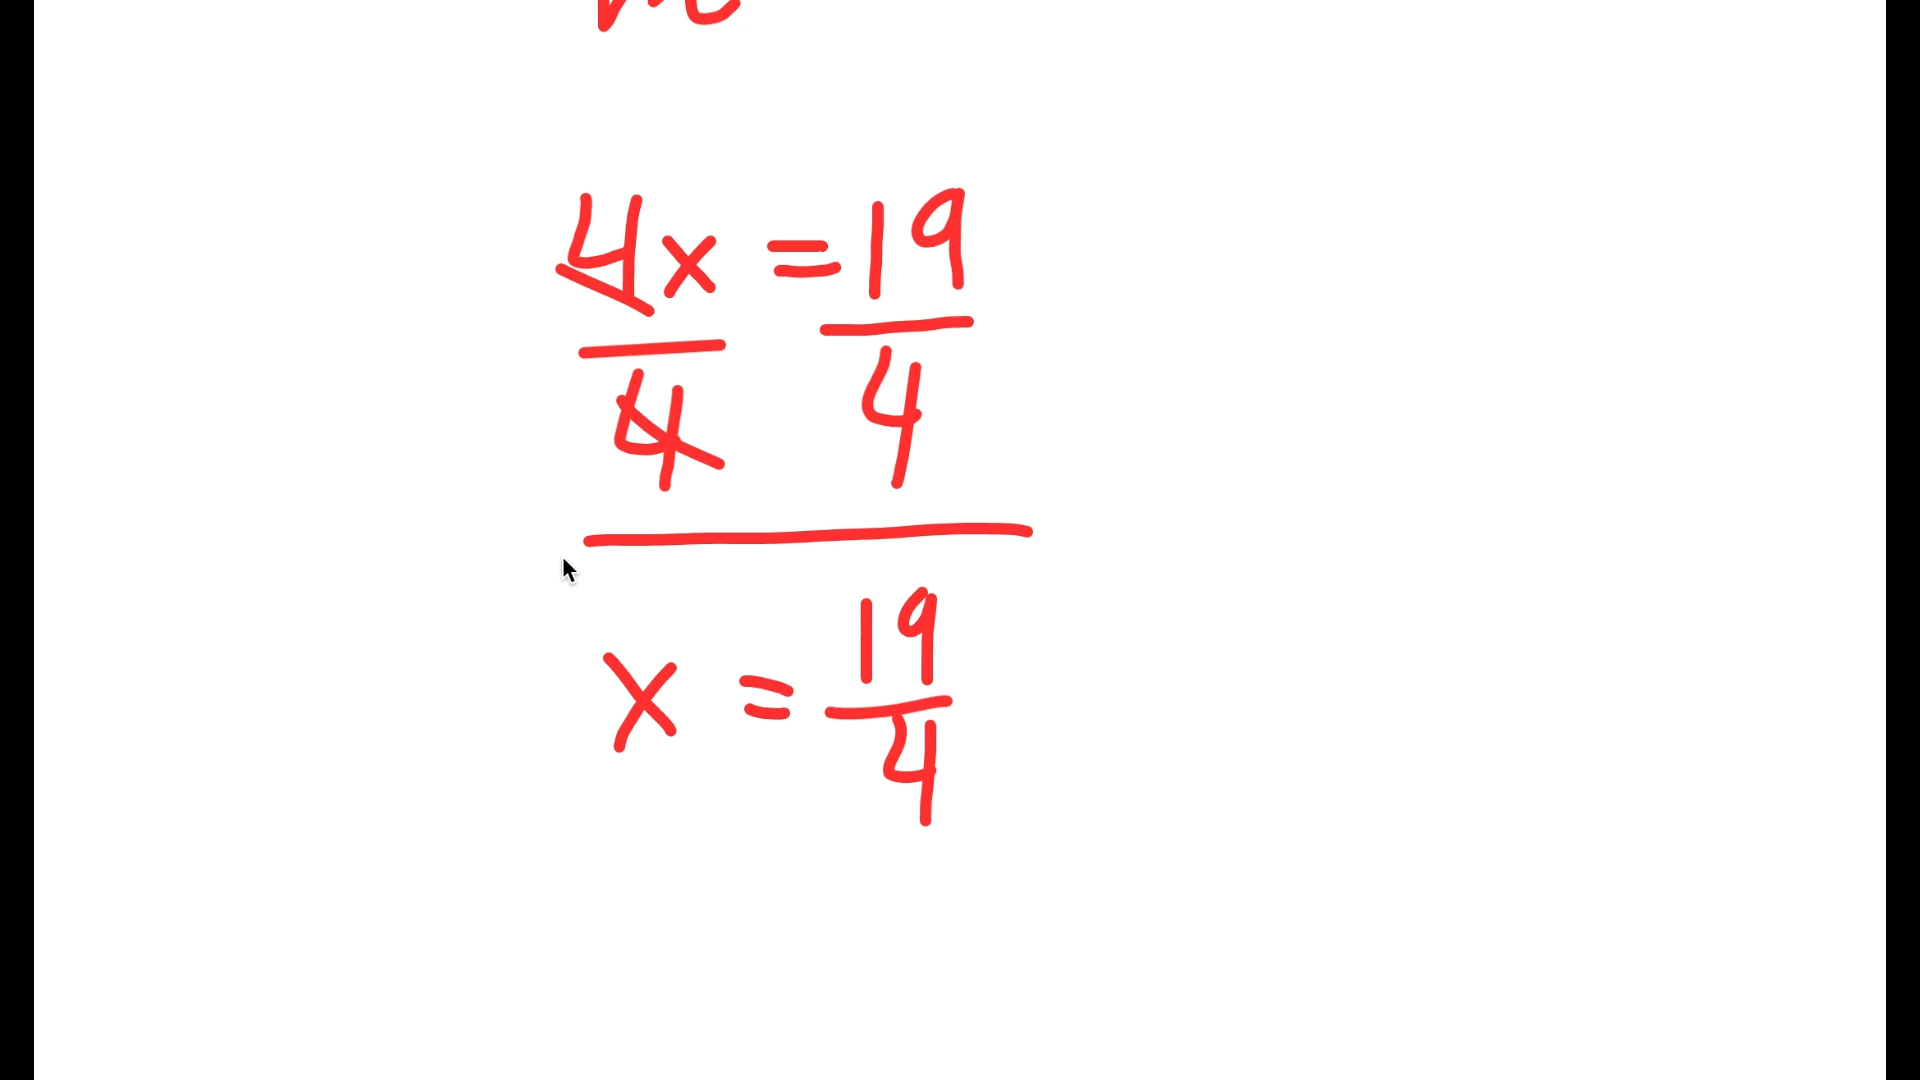 4x = 19
4 4
x = 19/4